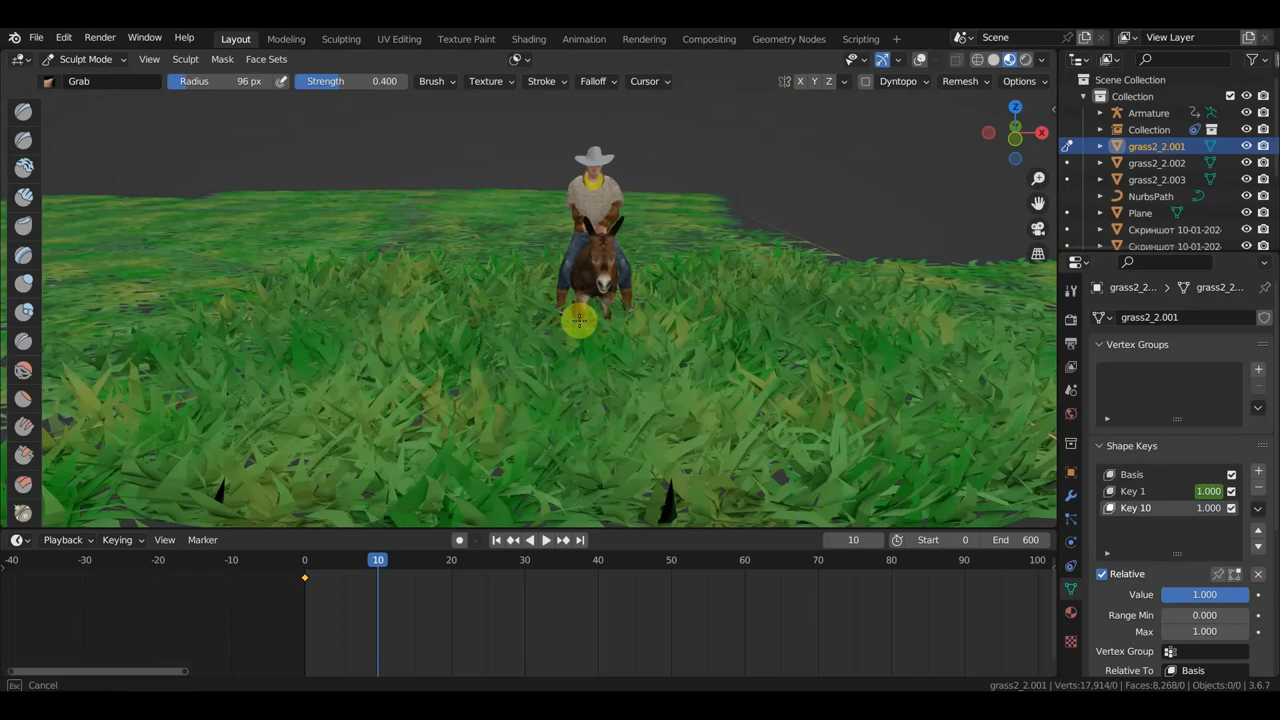 File Edit Render Window Help Layout Modeling Sculpting UV Editing Texture Paint Shading Animation Rendering Compositing Geometry Nodes Scripting + Scene View Layer
Sculpt Mode View Sculpt Mask Face Sets
Grab Radius 96 px Strength 0.400 Brush Texture Stroke Falloff Cursor X Y Z Dyntopo Remesh Options
Scene Collection
Collection
Armature
Collection
grass2_2.001
grass2_2.002
grass2_2.003
NurbsPath
Plane
Скриншот 10-01-202
Скриншот 10-01-202
Z
X
Y
grass2_2... grass2_2...
grass2_2.001
Vertex Groups
Shape Keys
Basis
Key 1 1.000
Key 10 1.000
Relative
Value 1.000
Range Min 0.000
Max 1.000
Vertex Group
Relative To Basis
Playback Keying View Marker 10 Start 0 End 600
-40 -30 -20 -10 0 10 20 30 40 50 60 70 80 90 100
Esc Cancel grass2_2.001 | Verts:17,914/0 | Faces:8,268/0 | Objects:0/0 | 3.6.7